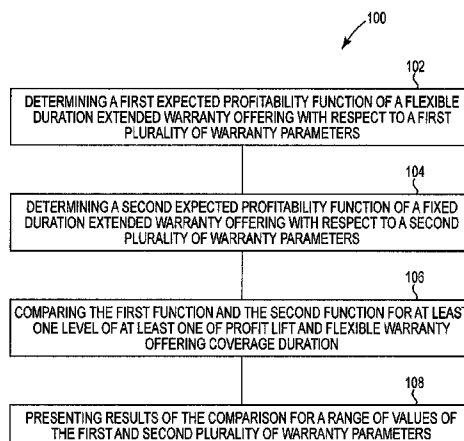 100
102
DETERMINING A FIRST EXPECTED PROFITABILITY FUNCTION OF A FLEXIBLE
DURATION EXTENDED WARRANTY OFFERING WITH RESPECT TO A FIRST
PLURALITY OF WARRANTY PARAMETERS
104
DETERMINING A SECOND EXPECTED PROFITABILITY FUNCTION OF A FIXED
DURATION EXTENDED WARRANTY OFFERING WITH RESPECT TO A SECOND
PLURALITY OF WARRANTY PARAMETERS
106
COMPARING THE FIRST FUNCTION AND THE SECOND FUNCTION FOR AT LEAST
ONE LEVEL OF AT LEAST ONE OF PROFIT LIFT AND FLEXIBLE WARRANTY
OFFERING COVERAGE DURATION
108
PRESENTING RESULTS OF THE COMPARISON FOR A RANGE OF VALUES OF
THE FIRST AND SECOND PLURALITY OF WARRANTY PARAMETERS